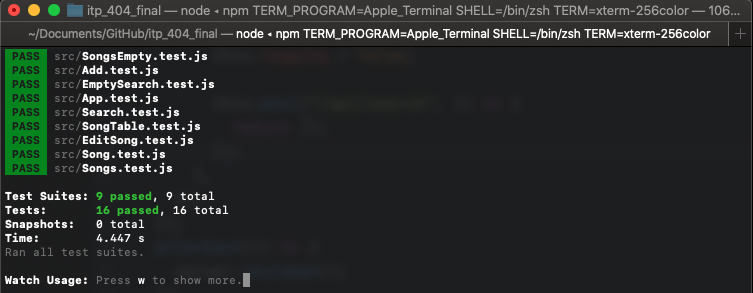 itp_404_final — node ◂ npm TERM_PROGRAM=Apple_Terminal SHELL=/bin/zsh TERM=xterm-256color — 106...
~/Documents/GitHub/itp_404_final — node ◂ npm TERM_PROGRAM=Apple_Terminal SHELL=/bin/zsh TERM=xterm-256color +
PASS src/SongsEmpty.test.js
PASS src/Add.test.js
PASS src/EmptySearch.test.js
PASS src/App.test.js
PASS src/Search.test.js
PASS src/SongTable.test.js
PASS src/EditSong.test.js
PASS src/Song.test.js
PASS src/Songs.test.js
Test Suites: 9 passed, 9 total
Tests: 16 passed, 16 total
Snapshots: 0 total
Time: 4.447 s
Ran all test suites.
Watch Usage: Press w to show more.